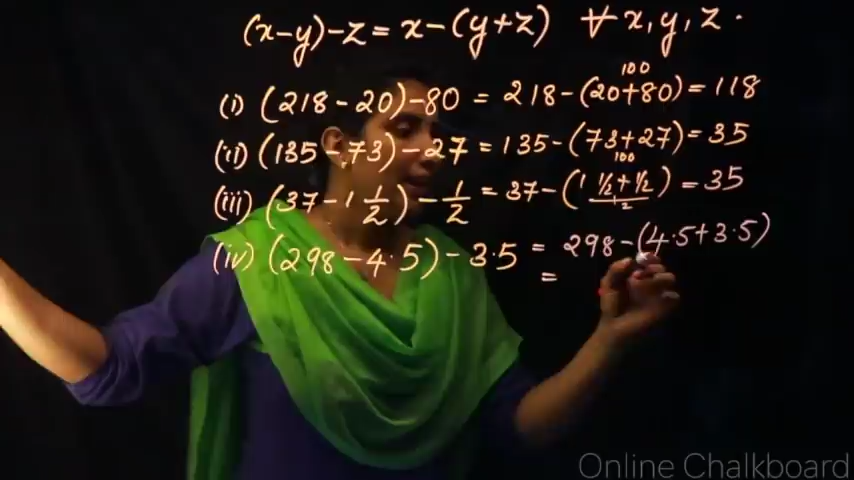 (x-y)-z = x-(y+z) ∀ x, y, z.
100
(i) (218-20)-80 = 218-(20+80) = 118
(ii) (135-73)-27 = 135-(73+27) = 35
100
(iii) (37-1 1/2)-1/2 = 37-(1 1/2+1/2) = 35
2
(iv) (298-4.5)-3.5 = 298-(4.5+3.5)
=
Online Chalkboard